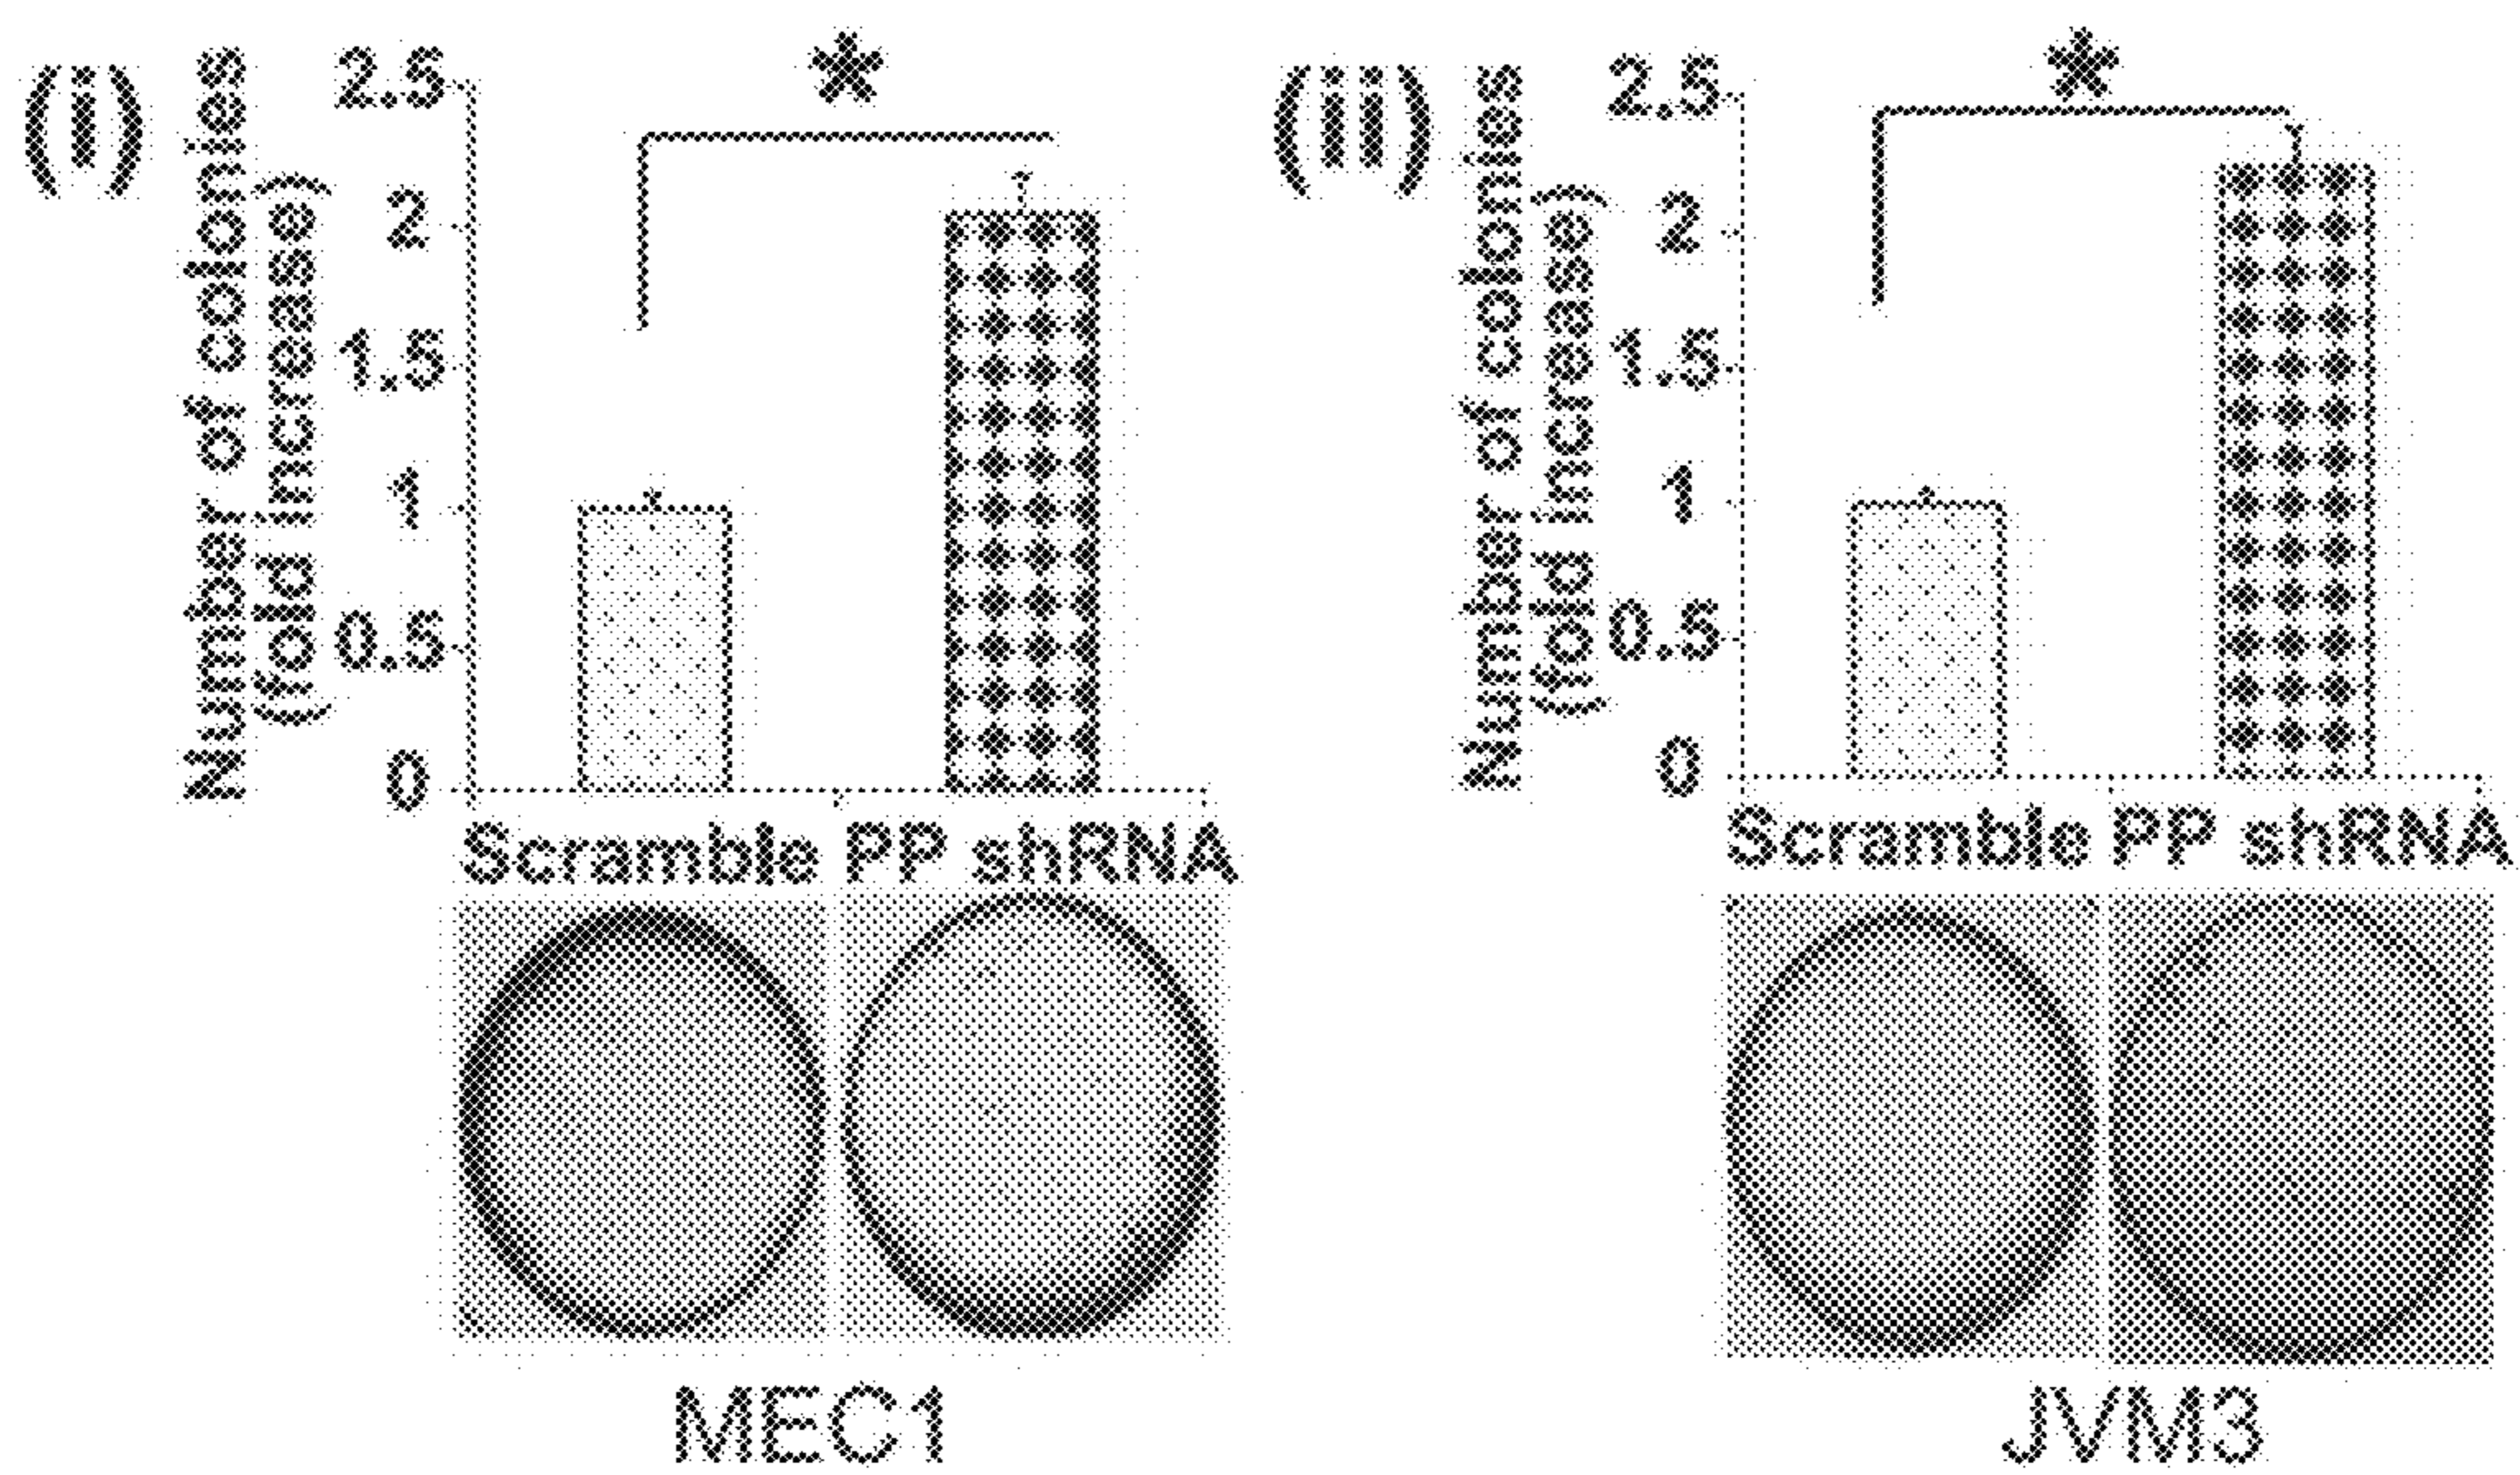 (i)
Number of colonies
(fold increase)
2.5
2
1.5
1
0.5
0
*
Scramble PP shRNA
MEC1
(ii)
Number of colonies
(fold increase)
2.5
2
1.5
1
0.5
0
*
Scramble PP shRNA
JVM3